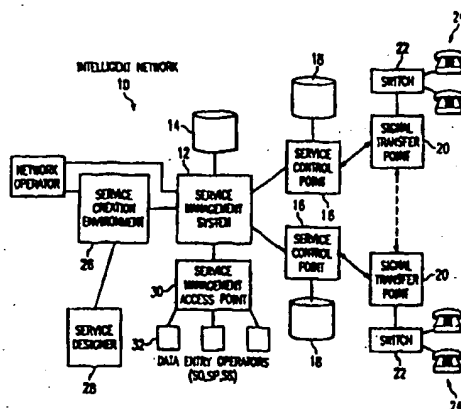 INTELLIGENT NETWORK
10
14
12
NETWORK
OPERATOR
SERVICE
CREATION
ENVIRONMENT
26
SERVICE
MANAGEMENT
SYSTEM
30
SERVICE
MANAGEMENT
ACCESS POINT
32
DATA ENTRY OPERATORS
(SO,SP,SS)
SERVICE
DESIGNER
28
18
SERVICE
CONTROL
POINT
16
16
SERVICE
CONTROL
POINT
18
24
22
SWITCH
SIGNAL
TRANSFER
POINT
20
SIGNAL
TRANSFER
POINT
20
SWITCH
22
24